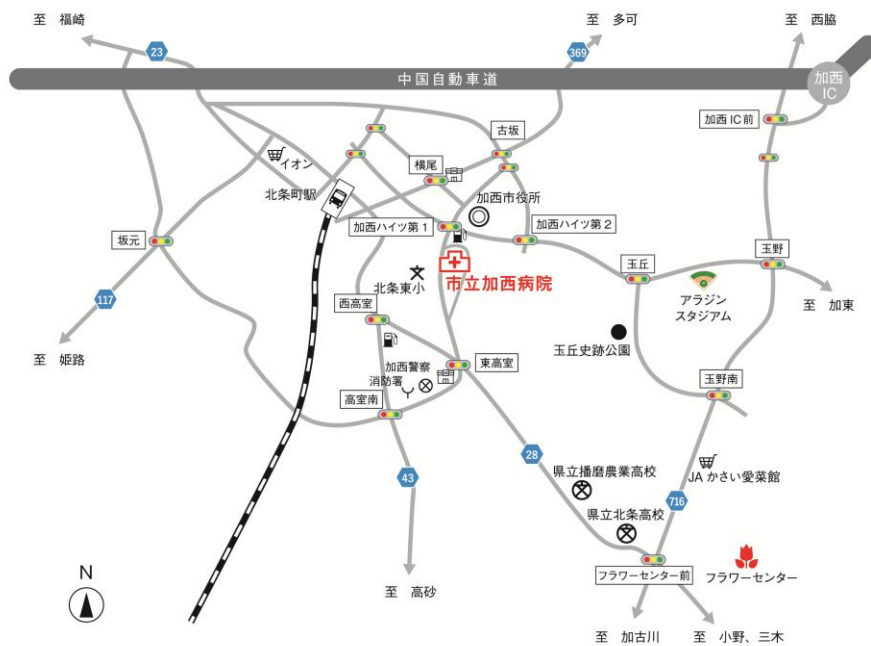 至 福崎
至 多可
至 西脇
23
369
中国自動車道
加西
IC
加西IC前
古坂
イオン
横尾
北条町駅
加西市役所
坂元
加西ハイツ第1
加西ハイツ第2
玉丘
玉野
市立加西病院
北条東小
117
アラジン
スタジアム
至 加東
西高室
至 姫路
玉丘史跡公園
東高室
加西警察
消防署
玉野南
高室南
28
県立播磨農業高校
JAかさい愛菜館
43
716
県立北条高校
N
フラワーセンター前
フラワーセンター
至 高砂
至 加古川
至 小野、三木